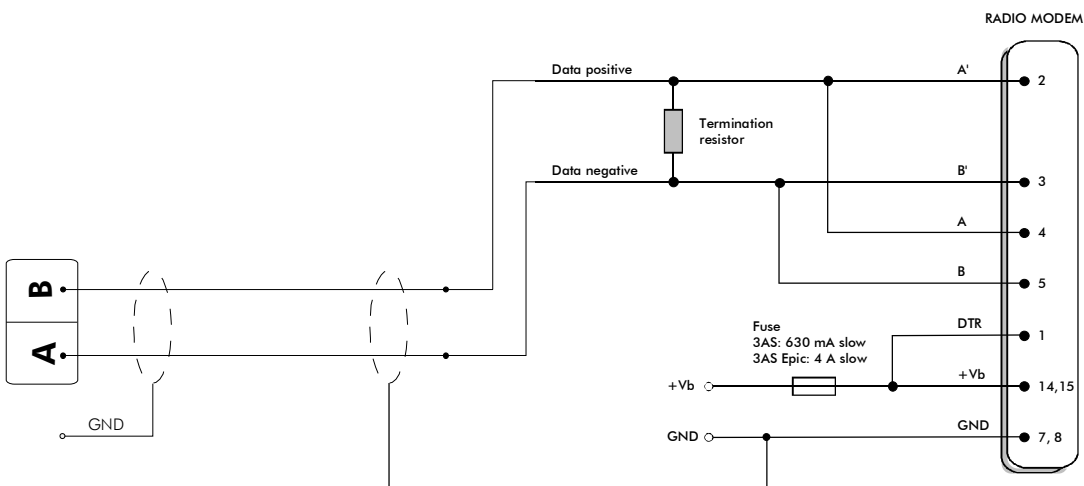 RADIO MODEM
Data positive
A'
2
Termination
resistor
Data negative
B'
3
A
4
B
B
5
A
Fuse
3AS: 630 mA slow
3AS Epic: 4 A slow
DTR
1
+Vb
+Vb
14,15
GND
GND
GND
7, 8